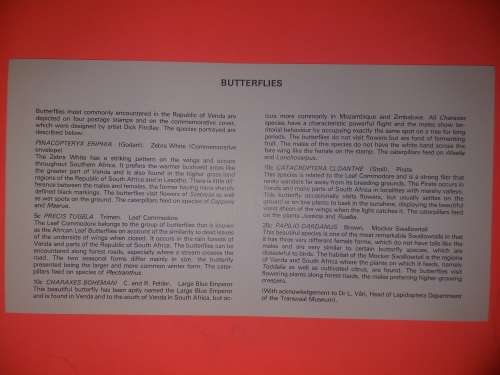 BUTTERFLIES
Butterflies most commonly encountered in the Republic of Venda are
depicted on four postage stamps and on the commemorative cover,
which were designed by artist Dick Findlay. The species portrayed are
described below.
PINACOPTERYX ERIPHIA (Godart). Zebra White (Commemorative
envelope)
The Zebra White has a striking pattern on the wings and occurs
throughout Southern Africa. It prefers the warmer bushveld areas like
the greater part of Venda and is also found in the higher grass-land
regions of the Republic of South Africa and in Lesotho. There is little dif-
ference between the males and females, the former having more sharply
defined black markings. The butterflies visit flowers of as well
as wet spots on the ground. The caterpillars feed on species of Capparis
and Maerua.
5c PRECIS TUGELA Trimen. Leaf Commodore
The Leaf Commodore belongs to the group of butterflies that is known
as the African Leaf Butterflies on account of the similarity to dead leaves
of the underside of wings when closed. It occurs in the rain forests of
Venda and parts of the Republic of South Africa. The butterflies can be
encountered along forest roads, especially where a stream crosses the
road. The two seasonal forms differ mainly in size, the butterfly
presented being the larger and more common winter form. The cater-
pillars feed on species of Plectranthus.
10c CHARAXES BOHEMANI C. and R. Felder. Large Blue Emperor
This beautiful butterfly has been aptly named the Large Blue Emperor
and is found in Venda and to the south of Venda in South Africa, but oc-
curs more commonly in Mozambique and Zimbabwe. All Charaxes
species have a characteristic powerful flight and the males show ter-
ritorial behaviour by occupying exactly the same spot on a tree for long
periods. The butterflies do not visit flowers but are fond of fermenting
fruit. The males of this species do not have the white band across the
fore wing like the female on the stamp. The caterpillars feed on Afzelia
and Lonchocarpus.
15c CATACROPTERA CLOANTHE (Stoll). Pirate
This species is related to the Leaf Commodore and is a strong flier that
rarely wanders far away from its breeding grounds. The Pirate occurs in
Venda and many parts of South Africa in localities with marshy valleys.
This butterfly occasionally visits flowers, but usually settles on the
ground or on low plants to bask in the sunshine, displaying the beautiful
sheen of the wings when the light catches it. The caterpillars feed
on the plants Justicia and Ruellia.
20c PAPILIO DARDANUS Brown. Mocker Swallowtail
This beautiful species is one of the most remarkable Swallowtails in that
it has three very different female forms, which do not have tails like the
males and are very similar to certain butterfly species, which are
distasteful to birds. The habitat of the Mocker Swallowtail is the regions
of Venda and South Africa where the plants on which it feeds, namely
Toddalia as well as cultivated citrus, are found. The butterflies visit
flowering plants along forest roads, the males preferring higher-growing
creepers.
(With acknowledgement to Dr L. Vári, Head of Lepidoptera Department
of the Transvaal Museum).